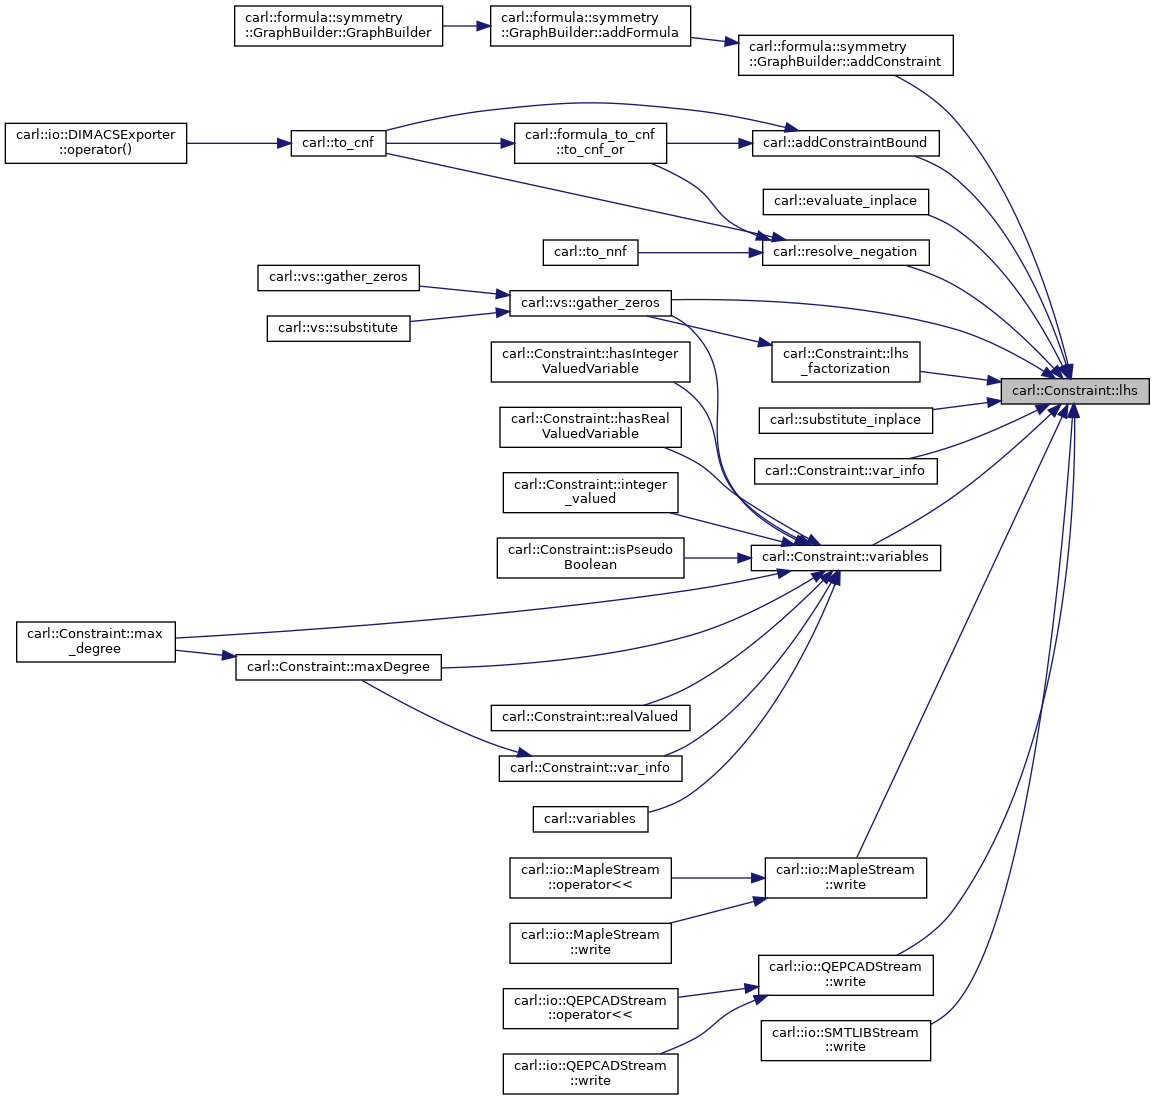 carl::formula::symmetry
::GraphBuilder::GraphBuilder
carl::formula::symmetry
::GraphBuilder::addFormula
carl::formula::symmetry
::GraphBuilder::addConstraint
carl::io::DIMACSExporter
::operator()
carl::to_cnf
carl::formula_to_cnf
::to_cnf_or
carl::addConstraintBound
carl::evaluate_inplace
carl::to_nnf
carl::resolve_negation
carl::vs::gather_zeros
carl::vs::gather_zeros
carl::vs::substitute
carl::Constraint::hasInteger
ValuedVariable
carl::Constraint::lhs
_factorization
carl::Constraint::lhs
carl::Constraint::hasReal
ValuedVariable
carl::substitute_inplace
carl::Constraint::var_info
carl::Constraint::integer
_valued
carl::Constraint::isPseudo
Boolean
carl::Constraint::variables
carl::Constraint::max
_degree
carl::Constraint::maxDegree
carl::Constraint::realValued
carl::Constraint::var_info
carl::variables
carl::io::MapleStream
::operator<<
carl::io::MapleStream
::write
carl::io::MapleStream
::write
carl::io::QEPCADStream
::write
carl::io::QEPCADStream
::operator<<
carl::io::SMTLIBStream
::write
carl::io::QEPCADStream
::write